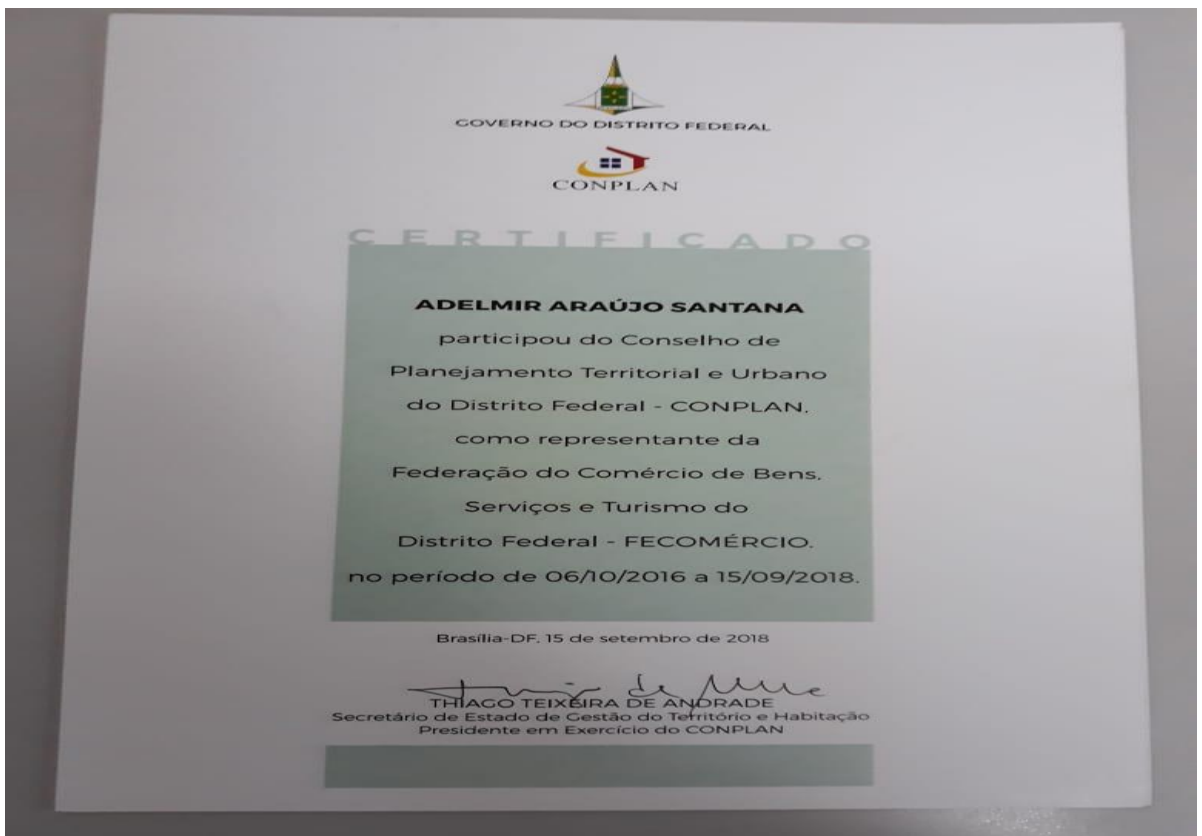 GOVERNO DO DISTRITO FEDERAL
CONPLAN
CERTIFICADO
ADELMIR ARAÚJO SANTANA
participou do Conselho de
Planejamento Territorial e Urbano
do Distrito Federal - CONPLAN,
como representante da
Federação do Comércio de Bens,
Serviços e Turismo do
Distrito Federal - FECOMÉRCIO,
no período de 06/10/2016 a 15/09/2018.
Brasília-DF, 15 de setembro de 2018
THIAGO TEIXEIRA DE ANDRADE
Secretário de Estado de Gestão do Território e Habitação
Presidente em Exercício do CONPLAN